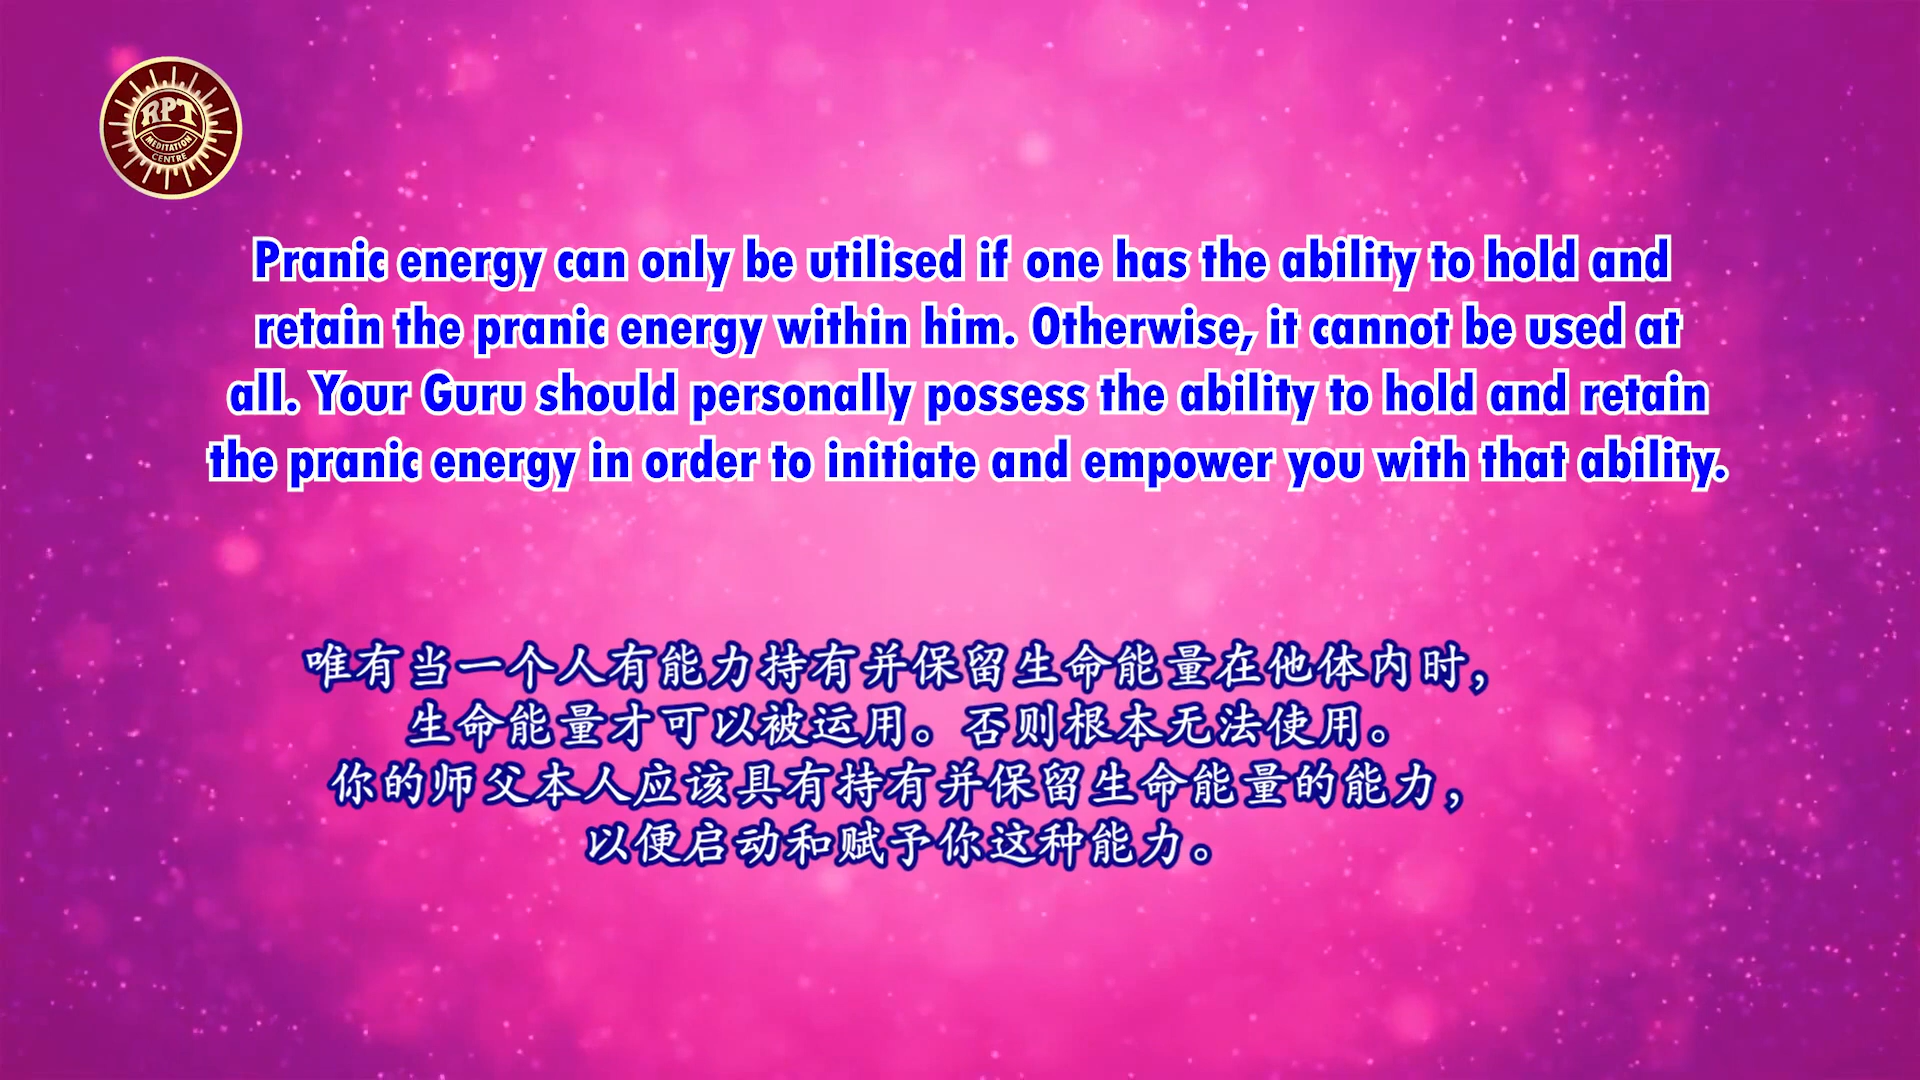 RPT
MEDITATION
CENTRE
Pranic energy can only be utilised if one has the ability to hold and
retain the pranic energy within him. Otherwise, it cannot be used at
all. Your Guru should personally possess the ability to hold and retain
the pranic energy in order to initiate and empower you with that ability.
唯有当一个人有能力持有并保留生命能量在他体内时，
生命能量才可以被运用。否则根本无法使用。
你的师父本人应该具有持有并保留生命能量的能力，
以便启动和赋予你这种能力。